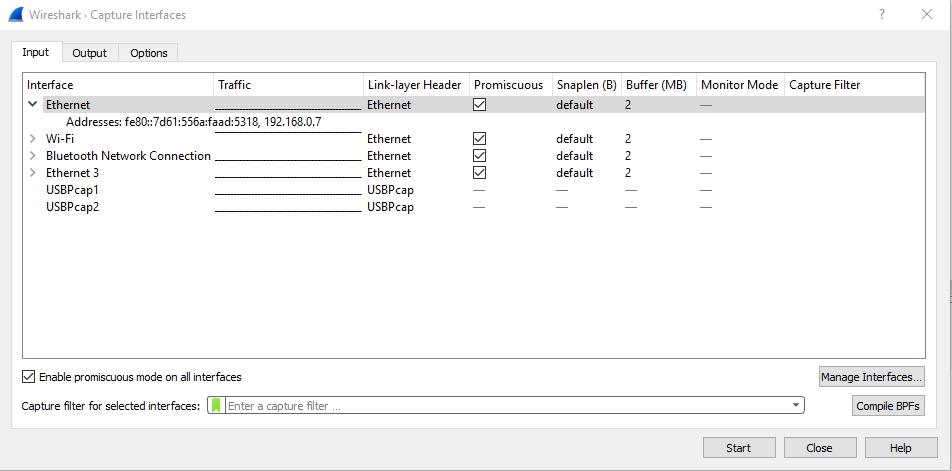 Wireshark · Capture Interfaces
Input Output Options
Interface Traffic Link-layer Header Promiscuous Snaplen (B) Buffer (MB) Monitor Mode Capture Filter
Ethernet Ethernet default 2 —
Addresses: fe80::7d61:556a:faad:5318, 192.168.0.7
Wi-Fi Ethernet default 2 —
Bluetooth Network Connection Ethernet default 2 —
Ethernet 3 Ethernet default 2 —
USBPcap1 USBPcap — — — —
USBPcap2 USBPcap — — — —
Enable promiscuous mode on all interfaces Manage Interfaces...
Capture filter for selected interfaces: Enter a capture filter ... Compile BPFs
Start Close Help